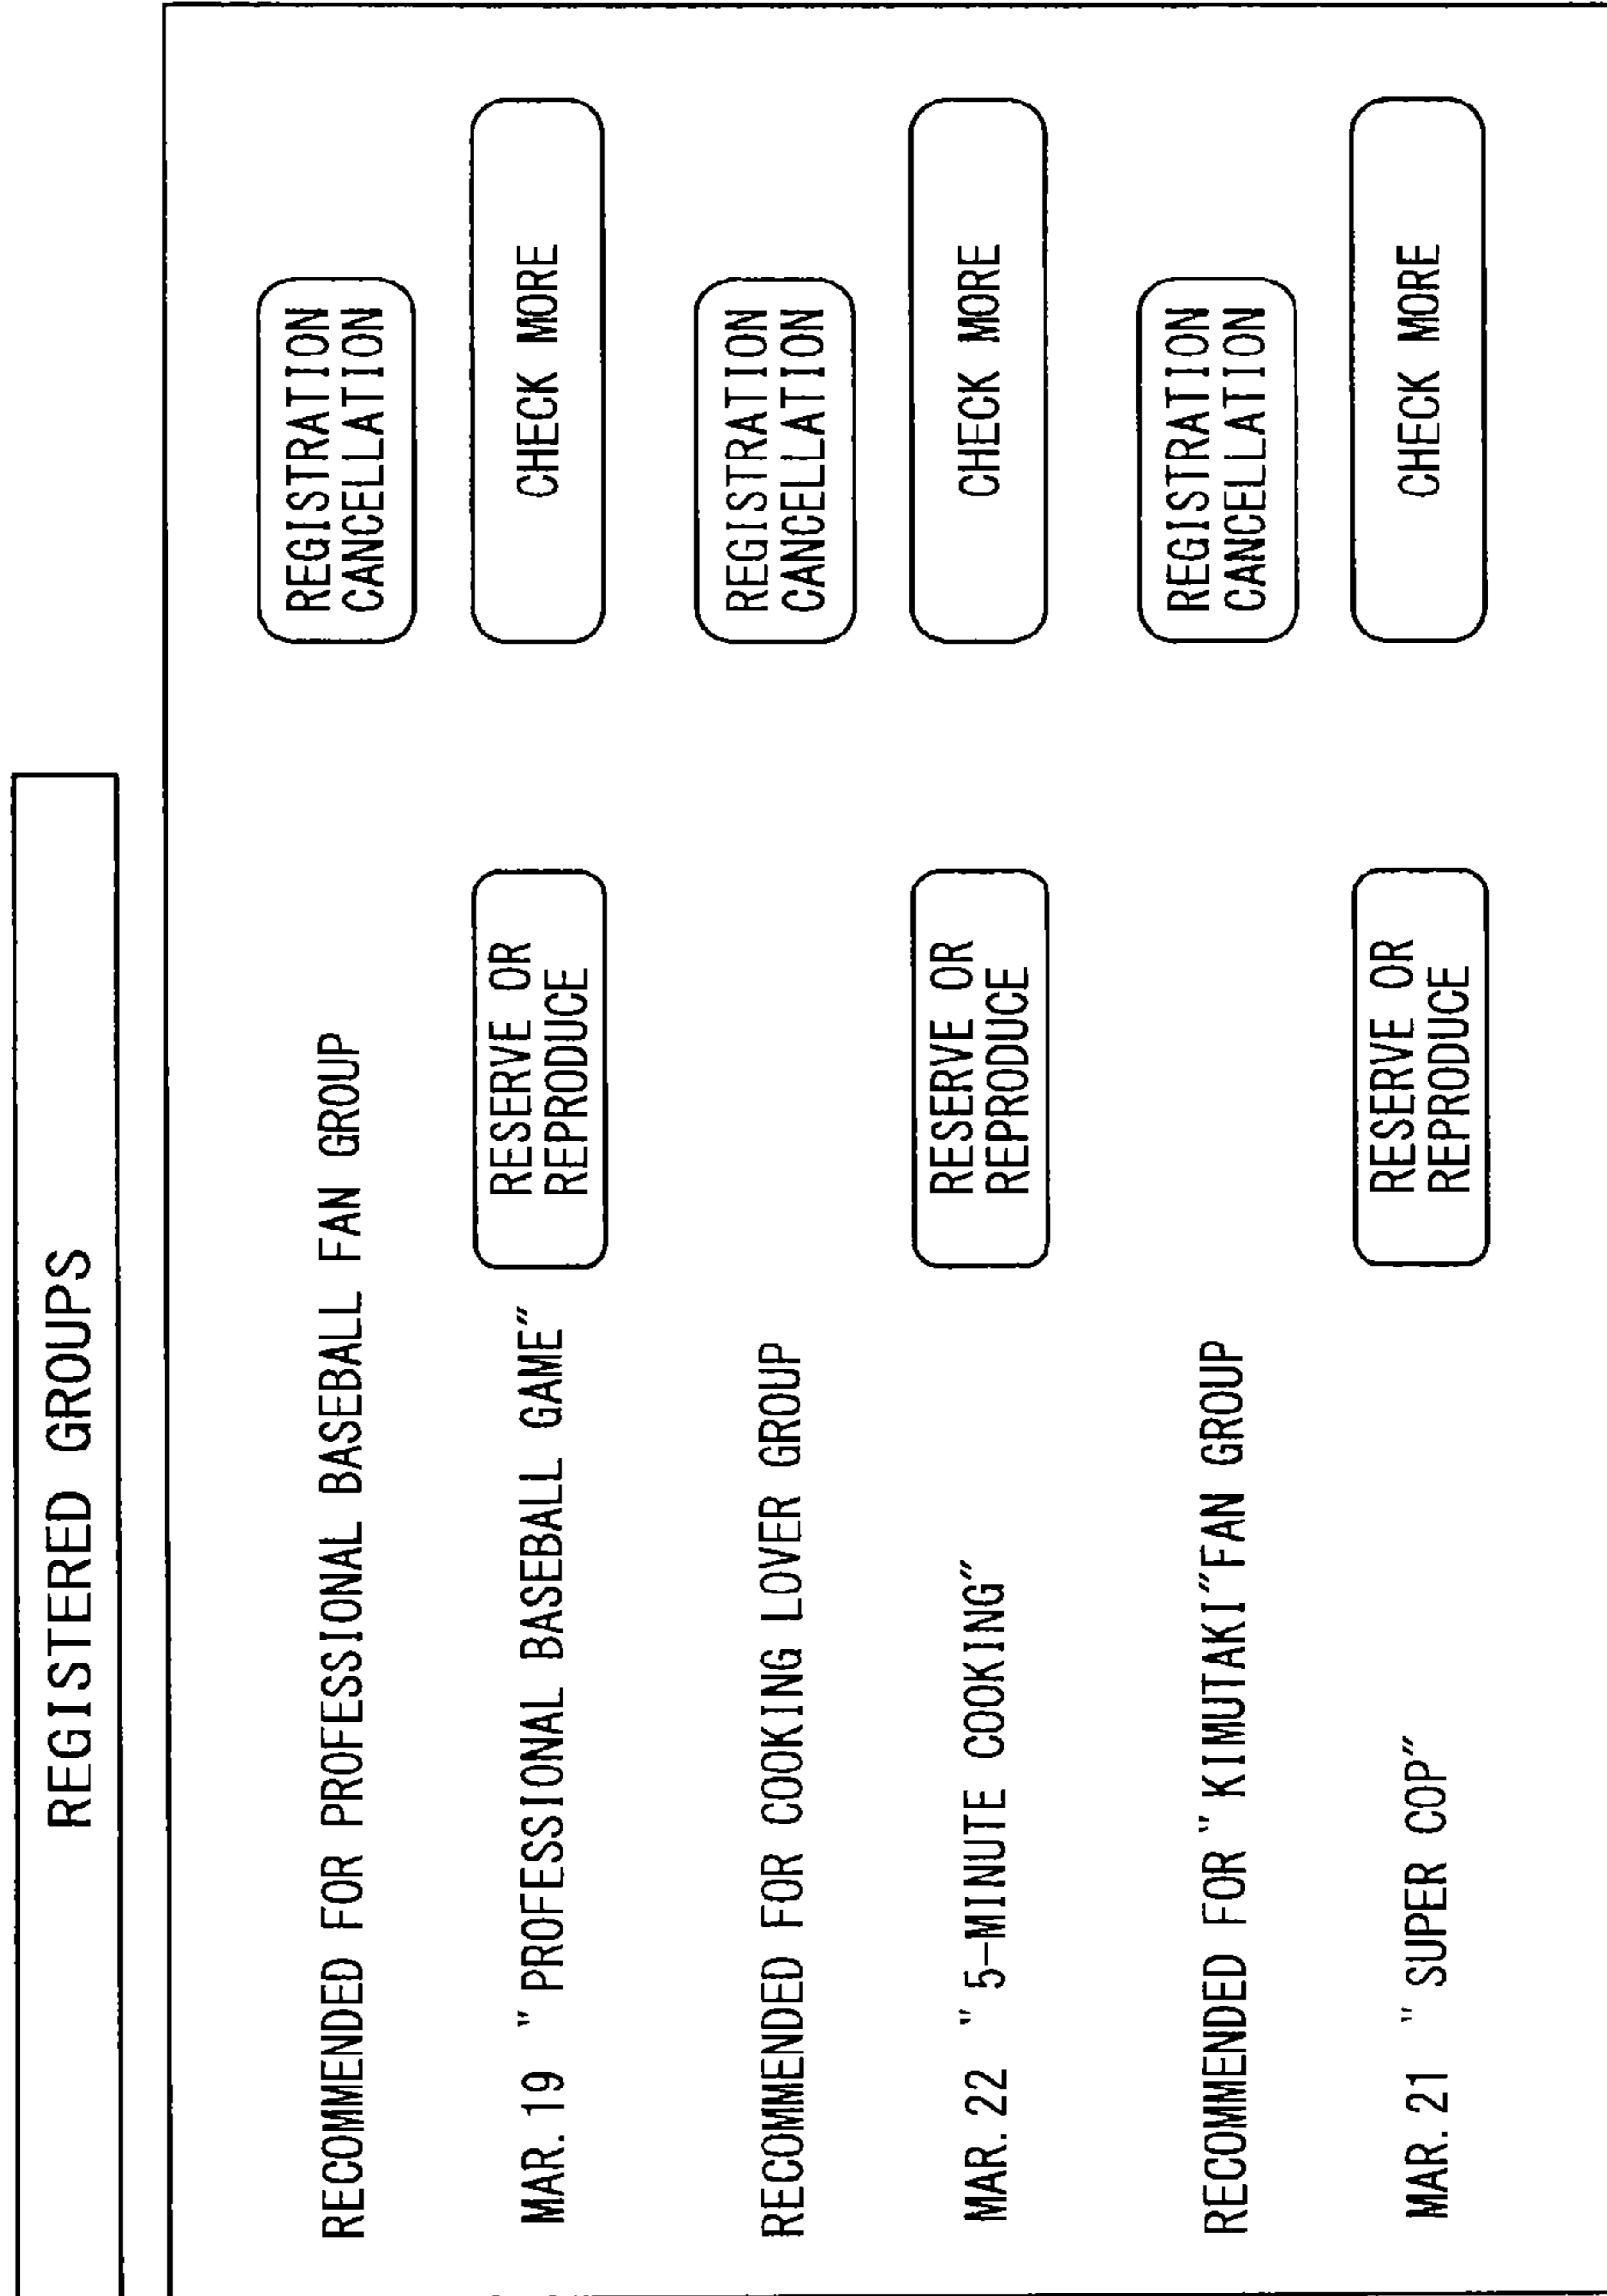 REGISTERED GROUPS
RECOMMENDED FOR PROFESSIONAL BASEBALL FAN GROUP
REGISTRATION
CANCELLATION
MAR. 19 "PROFESSIONAL BASEBALL GAME"
RESERVE OR
REPRODUCE
CHECK MORE
RECOMMENDED FOR COOKING LOVER GROUP
REGISTRATION
CANCELLATION
MAR. 22 "5-MINUTE COOKING"
RESERVE OR
REPRODUCE
CHECK MORE
RECOMMENDED FOR "KIMUTAKI"FAN GROUP
REGISTRATION
CANCELLATION
MAR. 21 "SUPER COP"
RESERVE OR
REPRODUCE
CHECK MORE